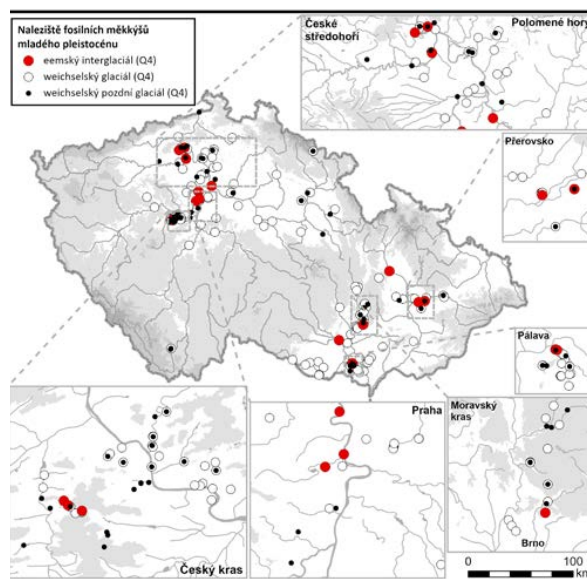 Naleziště fosilních měkkýšů
mladého pleistocénu
eemský interglaciál (Q4)
weichselský glaciál (Q4)
weichselský pozdní glaciál (Q4)
České
středohoří
Polomené hory
Přerovsko
Pálava
Moravský
kras
Brno
Praha
Český kras
0 100
km